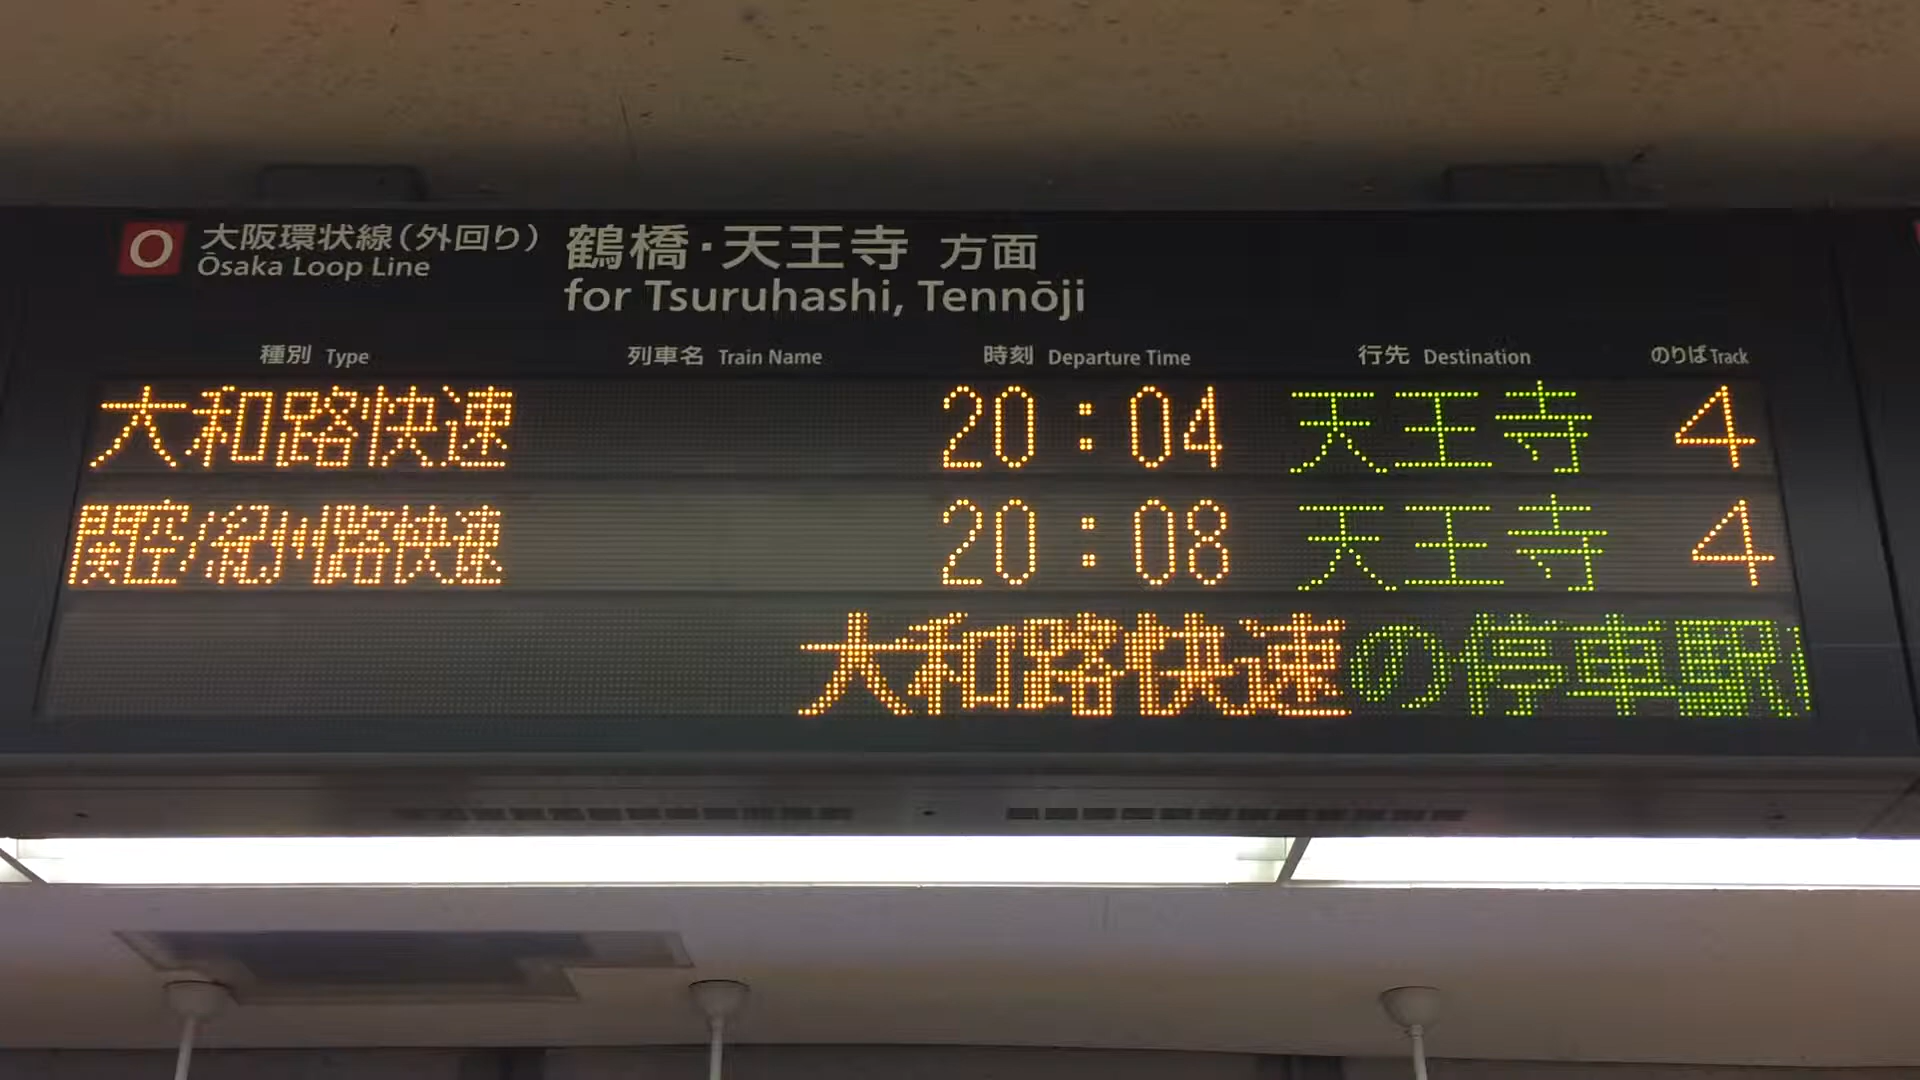 O 大阪環状線(外回り) 鶴橋・天王寺 方面
Ōsaka Loop Line for Tsuruhashi, Tennōji
種別 Type 列車名 Train Name 時刻 Departure Time 行先 Destination のりば Track
大和路快速 20:04 天王寺 4
関空/紀州路快速 20:08 天王寺 4
大和路快速の停車駅